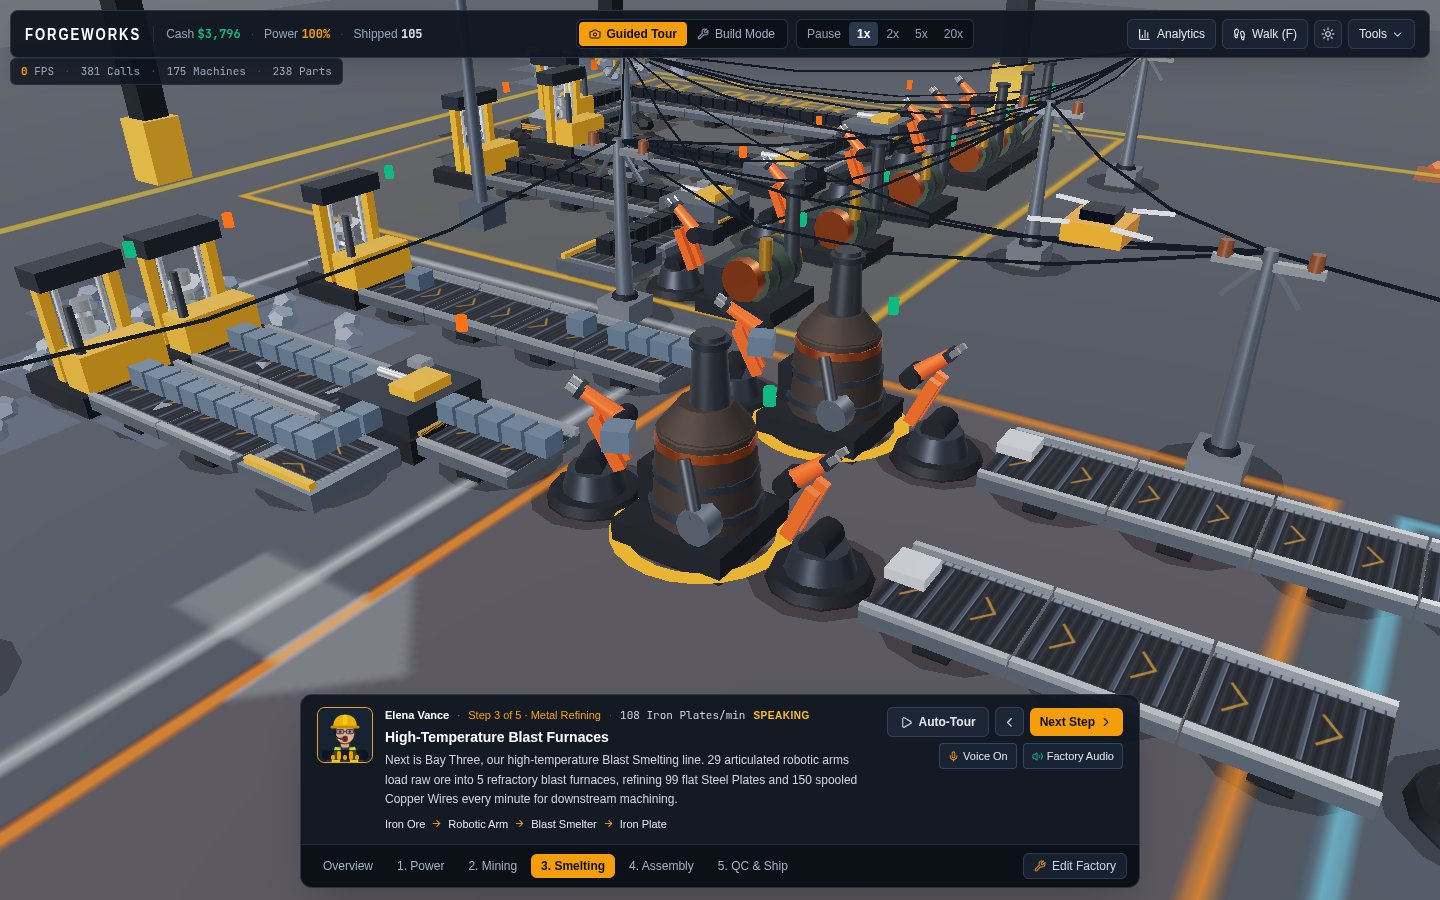 FORGEWORKS Cash $3,796 · Power 100% · Shipped 105 Guided Tour Build Mode Pause 1x 2x 5x 20x Analytics Walk (F) Tools
0 FPS · 381 Calls · 175 Machines · 238 Parts
Elena Vance · Step 3 of 5 · Metal Refining · 108 Iron Plates/min SPEAKING
Auto-Tour Next Step
High-Temperature Blast Furnaces
Voice On Factory Audio
Next is Bay Three, our high-temperature Blast Smelting line. 29 articulated robotic arms
load raw ore into 5 refractory blast furnaces, refining 99 flat Steel Plates and 150 spooled
Copper Wires every minute for downstream machining.
Iron Ore → Robotic Arm → Blast Smelter → Iron Plate
Overview 1. Power 2. Mining 3. Smelting 4. Assembly 5. QC & Ship Edit Factory